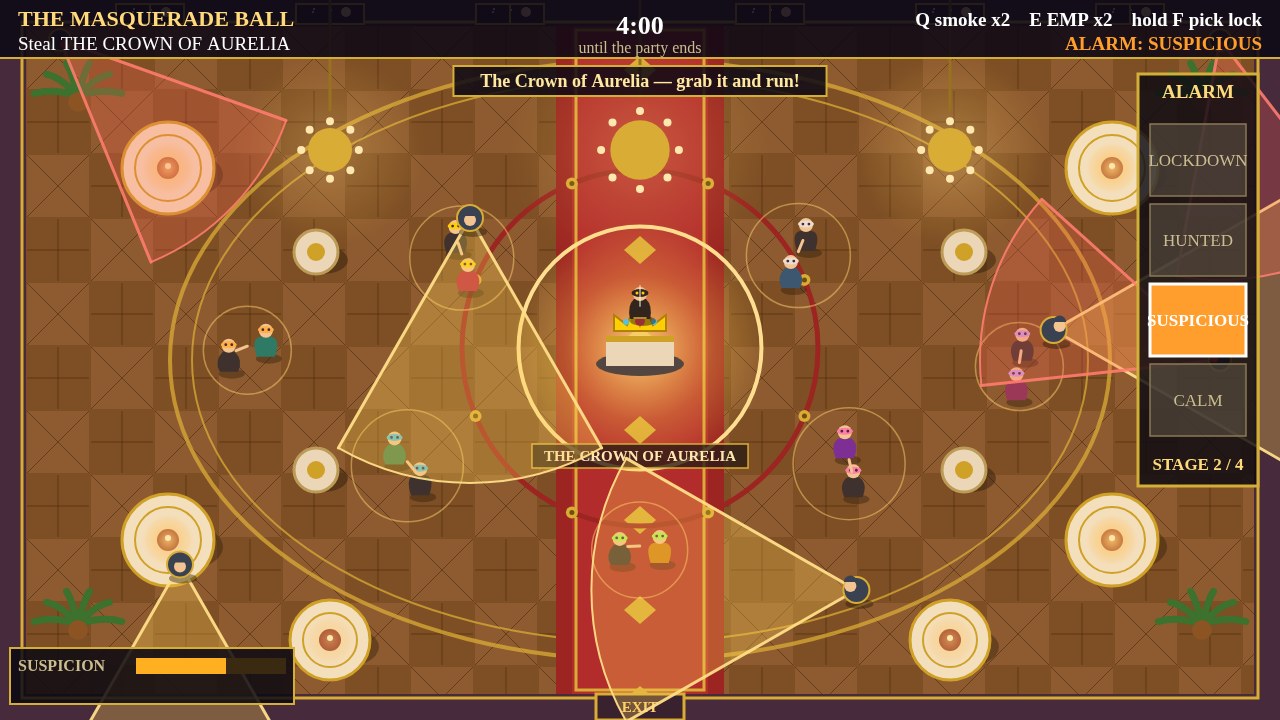 THE MASQUERADE BALL
Steal THE CROWN OF AURELIA
4:00
until the party ends
Q smoke x2 E EMP x2 hold F pick lock
ALARM: SUSPICIOUS
The Crown of Aurelia — grab it and run!
ALARM
LOCKDOWN
HUNTED
SUSPICIOUS
CALM
STAGE 2 / 4
THE CROWN OF AURELIA
SUSPICION
EXIT